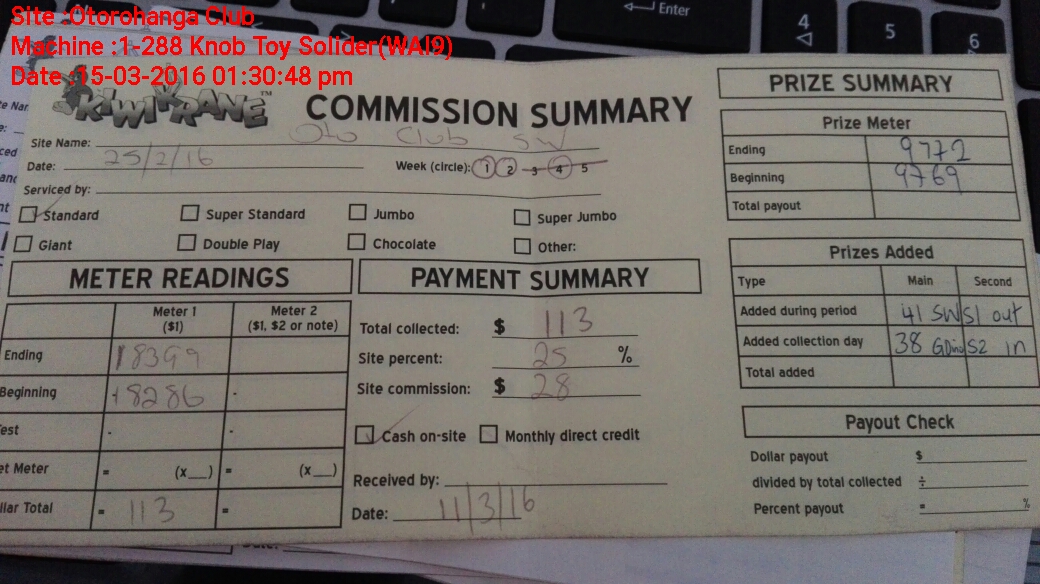 Site :Otorohanga Club
Machine :1-288 Knob Toy Solider(WAI9)
Date :15-03-2016 01:30:48 pm
Enter
4
5
6
KIWIKRANE™
COMMISSION SUMMARY
Site Name: Oto Club SW
Date: 25/2/16 Week (circle): 1 2 3 4 5
Serviced by:
Standard Super Standard Jumbo Super Jumbo
Giant Double Play Chocolate Other:
METER READINGS
Meter 1 ($1) Meter 2 ($1, $2 or note)
Ending 18399
Beginning 18286 -
est - -
et Meter = (x__) = (x__)
llar Total = 113 =
PAYMENT SUMMARY
Total collected: $ 113
Site percent: 25 %
Site commission: $ 28
Cash on-site Monthly direct credit
Received by:
Date: 11/3/16
PRIZE SUMMARY
Prize Meter
Ending 9772
Beginning 9769
Total payout
Prizes Added
Type Main Second
Added during period 41 SW S1 out
Added collection day 38 S2 in
Total added
Payout Check
Dollar payout $
divided by total collected ÷
Percent payout = %